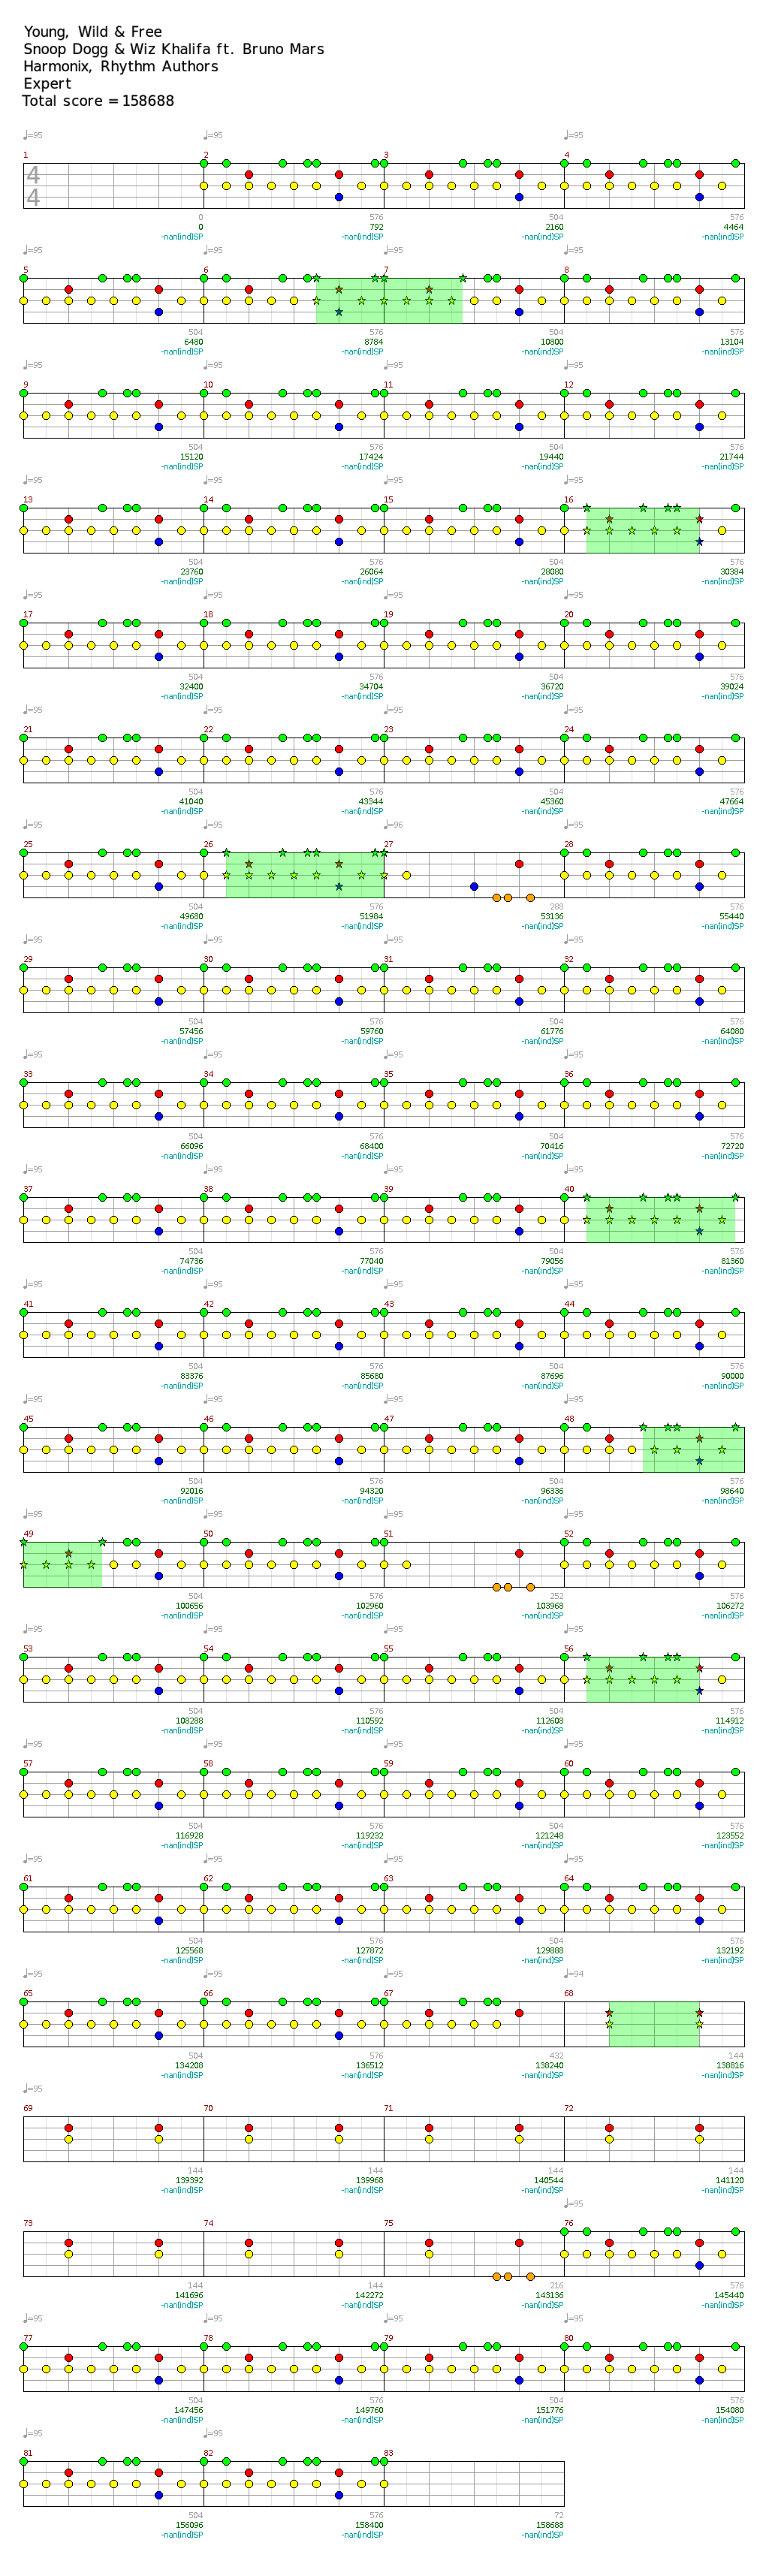 Young, Wild & Free
Snoop Dogg & Wiz Khalifa ft. Bruno Mars
Harmonix, Rhythm Authors
Expert
Total score = 158688
♩=95 ♩=95 ♩=95
1 2 3 4
4
4
0 576 504 576
0 792 2160 4464
-nan(ind)SP -nan(ind)SP -nan(ind)SP -nan(ind)SP
♩=95 ♩=95 ♩=95 ♩=95
5 6 7 8
504 576 504 576
6480 8784 10800 13104
-nan(ind)SP -nan(ind)SP -nan(ind)SP -nan(ind)SP
♩=95 ♩=95 ♩=95 ♩=95
9 10 11 12
504 576 504 576
15120 17424 19440 21744
-nan(ind)SP -nan(ind)SP -nan(ind)SP -nan(ind)SP
♩=95 ♩=95 ♩=95 ♩=95
13 14 15 16
504 576 504 576
23760 26064 28080 30384
-nan(ind)SP -nan(ind)SP -nan(ind)SP -nan(ind)SP
♩=95 ♩=95 ♩=95 ♩=95
17 18 19 20
504 576 504 576
32400 34704 36720 39024
-nan(ind)SP -nan(ind)SP -nan(ind)SP -nan(ind)SP
♩=95 ♩=95 ♩=95 ♩=95
21 22 23 24
504 576 504 576
41040 43344 45360 47664
-nan(ind)SP -nan(ind)SP -nan(ind)SP -nan(ind)SP
♩=95 ♩=95 ♩=96 ♩=95
25 26 27 28
504 576 288 576
49680 51984 53136 55440
-nan(ind)SP -nan(ind)SP -nan(ind)SP -nan(ind)SP
♩=95 ♩=95 ♩=95 ♩=95
29 30 31 32
504 576 504 576
57456 59760 61776 64080
-nan(ind)SP -nan(ind)SP -nan(ind)SP -nan(ind)SP
♩=95 ♩=95 ♩=95 ♩=95
33 34 35 36
504 576 504 576
66096 68400 70416 72720
-nan(ind)SP -nan(ind)SP -nan(ind)SP -nan(ind)SP
♩=95 ♩=95 ♩=95 ♩=95
37 38 39 40
504 576 504 576
74736 77040 79056 81360
-nan(ind)SP -nan(ind)SP -nan(ind)SP -nan(ind)SP
♩=95 ♩=95 ♩=95 ♩=95
41 42 43 44
504 576 504 576
83376 85680 87696 90000
-nan(ind)SP -nan(ind)SP -nan(ind)SP -nan(ind)SP
♩=95 ♩=95 ♩=95 ♩=95
45 46 47 48
504 576 504 576
92016 94320 96336 98640
-nan(ind)SP -nan(ind)SP -nan(ind)SP -nan(ind)SP
♩=95 ♩=95 ♩=95 ♩=95
49 50 51 52
504 576 252 576
100656 102960 103968 106272
-nan(ind)SP -nan(ind)SP -nan(ind)SP -nan(ind)SP
♩=95 ♩=95 ♩=95 ♩=95
53 54 55 56
504 576 504 576
108288 110592 112608 114912
-nan(ind)SP -nan(ind)SP -nan(ind)SP -nan(ind)SP
♩=95 ♩=95 ♩=95 ♩=95
57 58 59 60
504 576 504 576
116928 119232 121248 123552
-nan(ind)SP -nan(ind)SP -nan(ind)SP -nan(ind)SP
♩=95 ♩=95 ♩=95 ♩=95
61 62 63 64
504 576 504 576
125568 127872 129888 132192
-nan(ind)SP -nan(ind)SP -nan(ind)SP -nan(ind)SP
♩=95 ♩=95 ♩=95 ♩=94
65 66 67 68
504 576 432 144
134208 136512 138240 138816
-nan(ind)SP -nan(ind)SP -nan(ind)SP -nan(ind)SP
♩=95
69 70 71 72
144 144 144 144
139392 139968 140544 141120
-nan(ind)SP -nan(ind)SP -nan(ind)SP -nan(ind)SP
♩=95
73 74 75 76
144 144 216 576
141696 142272 143136 145440
-nan(ind)SP -nan(ind)SP -nan(ind)SP -nan(ind)SP
♩=95 ♩=95 ♩=95 ♩=95
77 78 79 80
504 576 504 576
147456 149760 151776 154080
-nan(ind)SP -nan(ind)SP -nan(ind)SP -nan(ind)SP
♩=95 ♩=95
81 82 83
504 576 72
156096 158400 158688
-nan(ind)SP -nan(ind)SP -nan(ind)SP